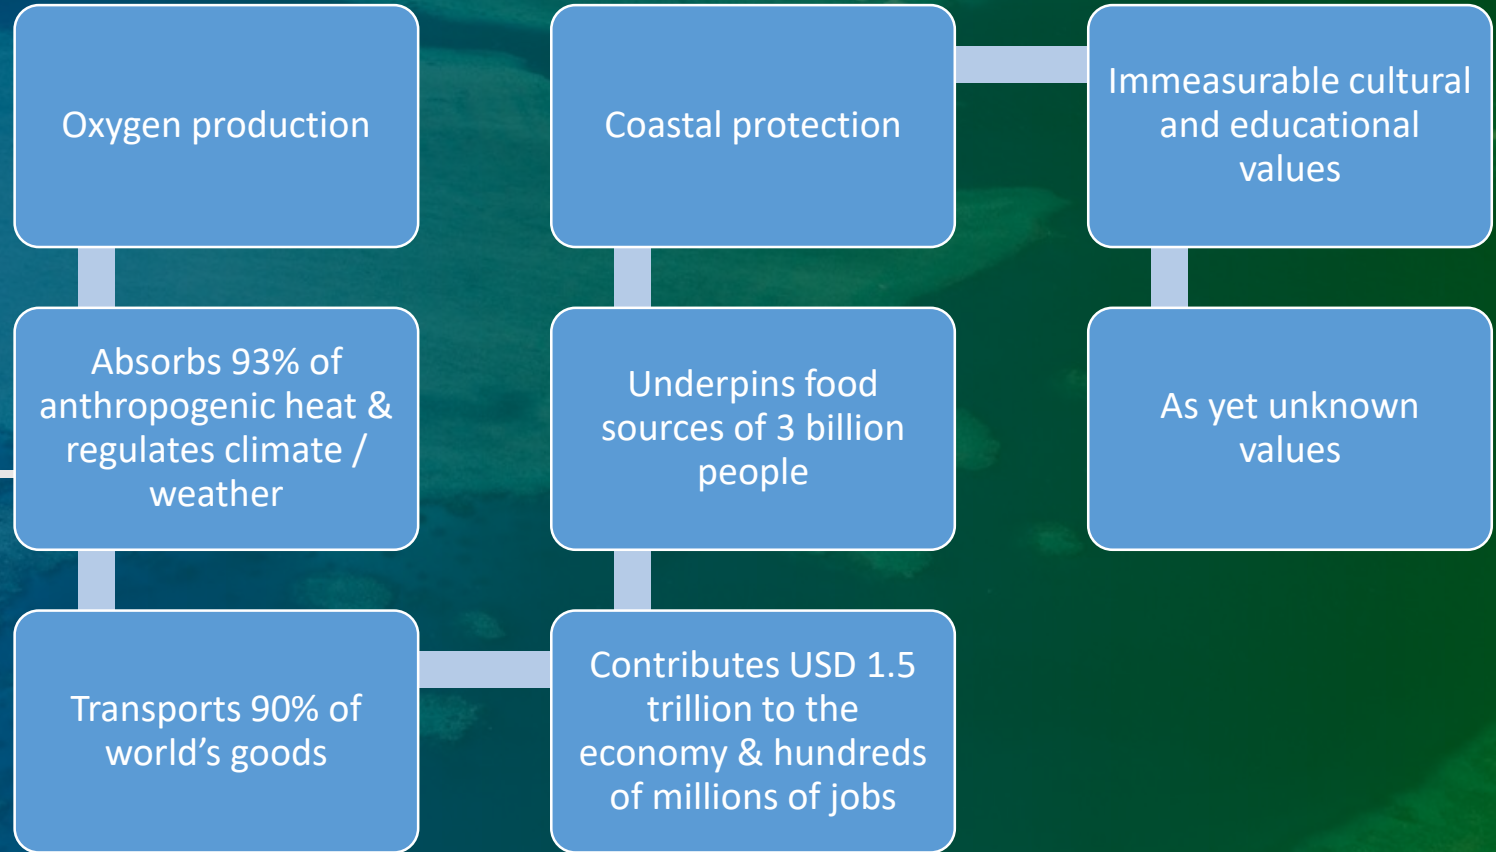 Oxygen production
Absorbs 93% of
anthropogenic heat &
regulates climate /
weather
Transports 90% of
world’s goods
Contributes USD 1.5
trillion to the
economy & hundreds
of millions of jobs
Underpins food
sources of 3 billion
people
Coastal protection
Immeasurable cultural
and educational
values
As yet unknown
values